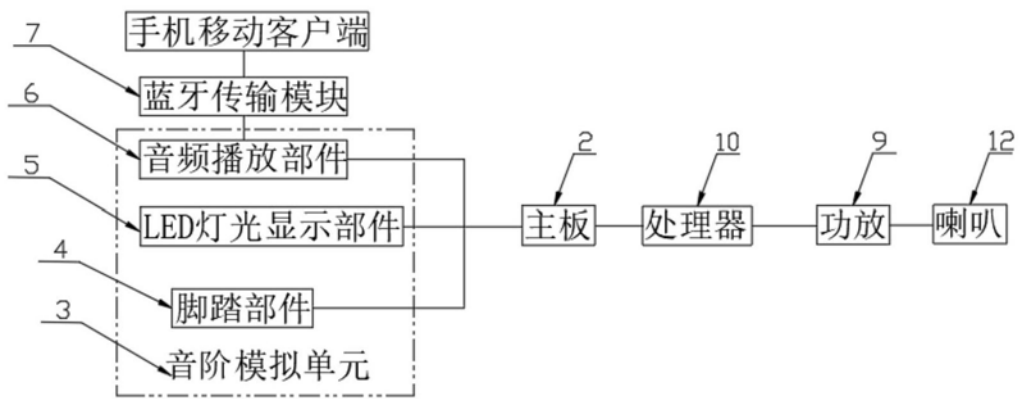 手机移动客户端
7
蓝牙传输模块
6
音频播放部件
5
LED灯光显示部件
2
主板
10
处理器
9
功放
12
喇叭
4
脚踏部件
3
音阶模拟单元